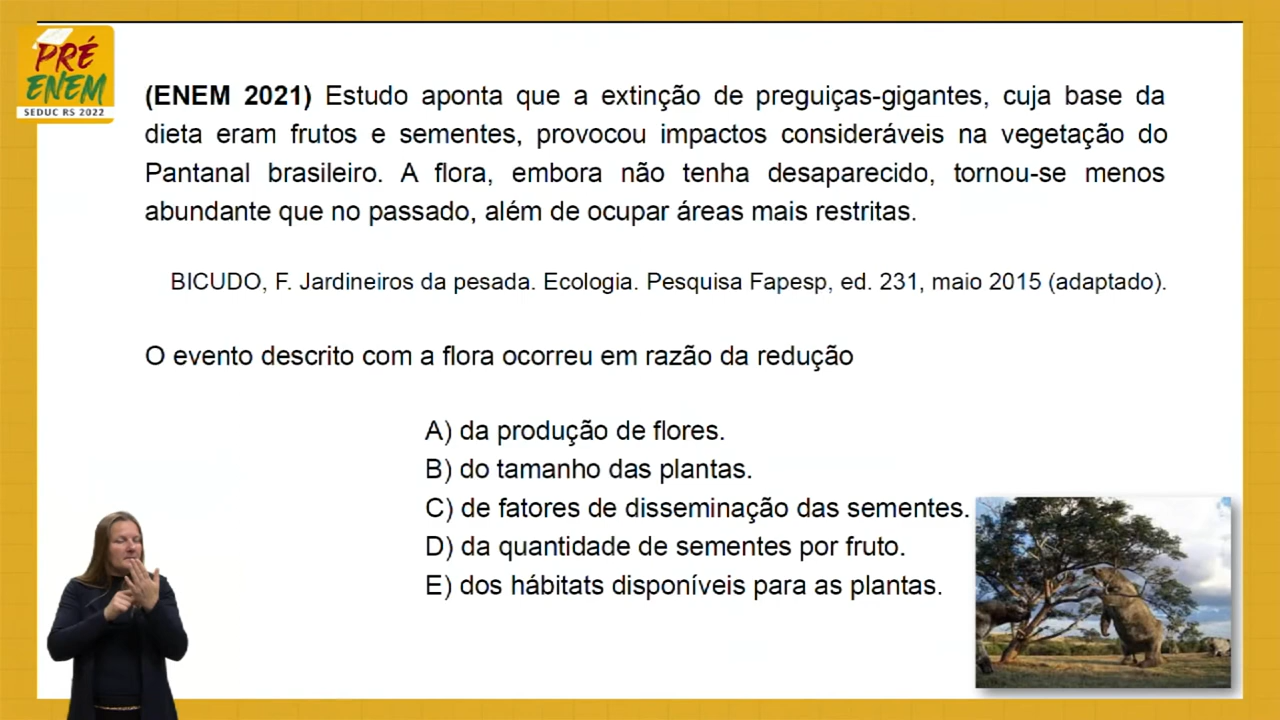 PRÉ
ENEM
SEDUC RS 2022
(ENEM 2021) Estudo aponta que a extinção de preguiças-gigantes, cuja base da
dieta eram frutos e sementes, provocou impactos consideráveis na vegetação do
Pantanal brasileiro. A flora, embora não tenha desaparecido, tornou-se menos
abundante que no passado, além de ocupar áreas mais restritas.
BICUDO, F. Jardineiros da pesada. Ecologia. Pesquisa Fapesp, ed. 231, maio 2015 (adaptado).
O evento descrito com a flora ocorreu em razão da redução
A) da produção de flores.
B) do tamanho das plantas.
C) de fatores de disseminação das sementes.
D) da quantidade de sementes por fruto.
E) dos hábitats disponíveis para as plantas.